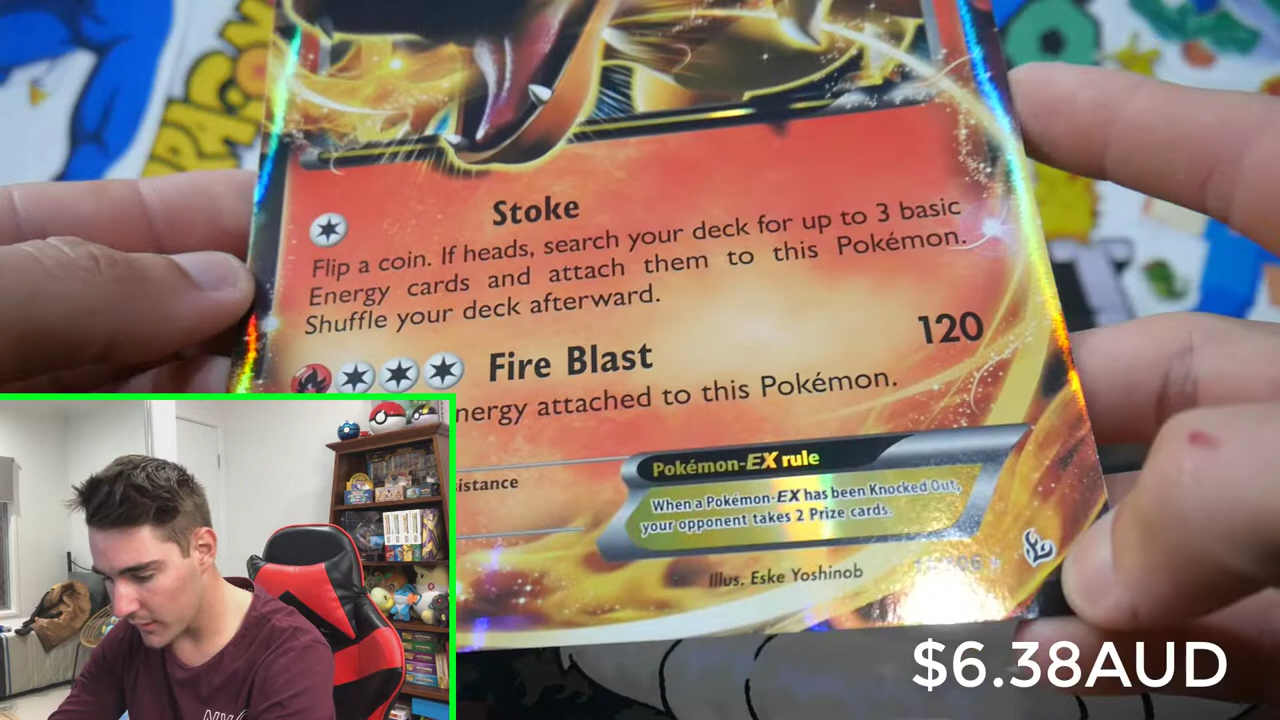 DRAGON
Stoke
Flip a coin. If heads, search your deck for up to 3 basic
Energy cards and attach them to this Pokémon.
Shuffle your deck afterward.
Fire Blast 120
nergy attached to this Pokémon.
istance
Pokémon-EX rule
When a Pokémon-EX has been Knocked Out,
your opponent takes 2 Prize cards.
Illus. Eske Yoshinob
$6.38AUD